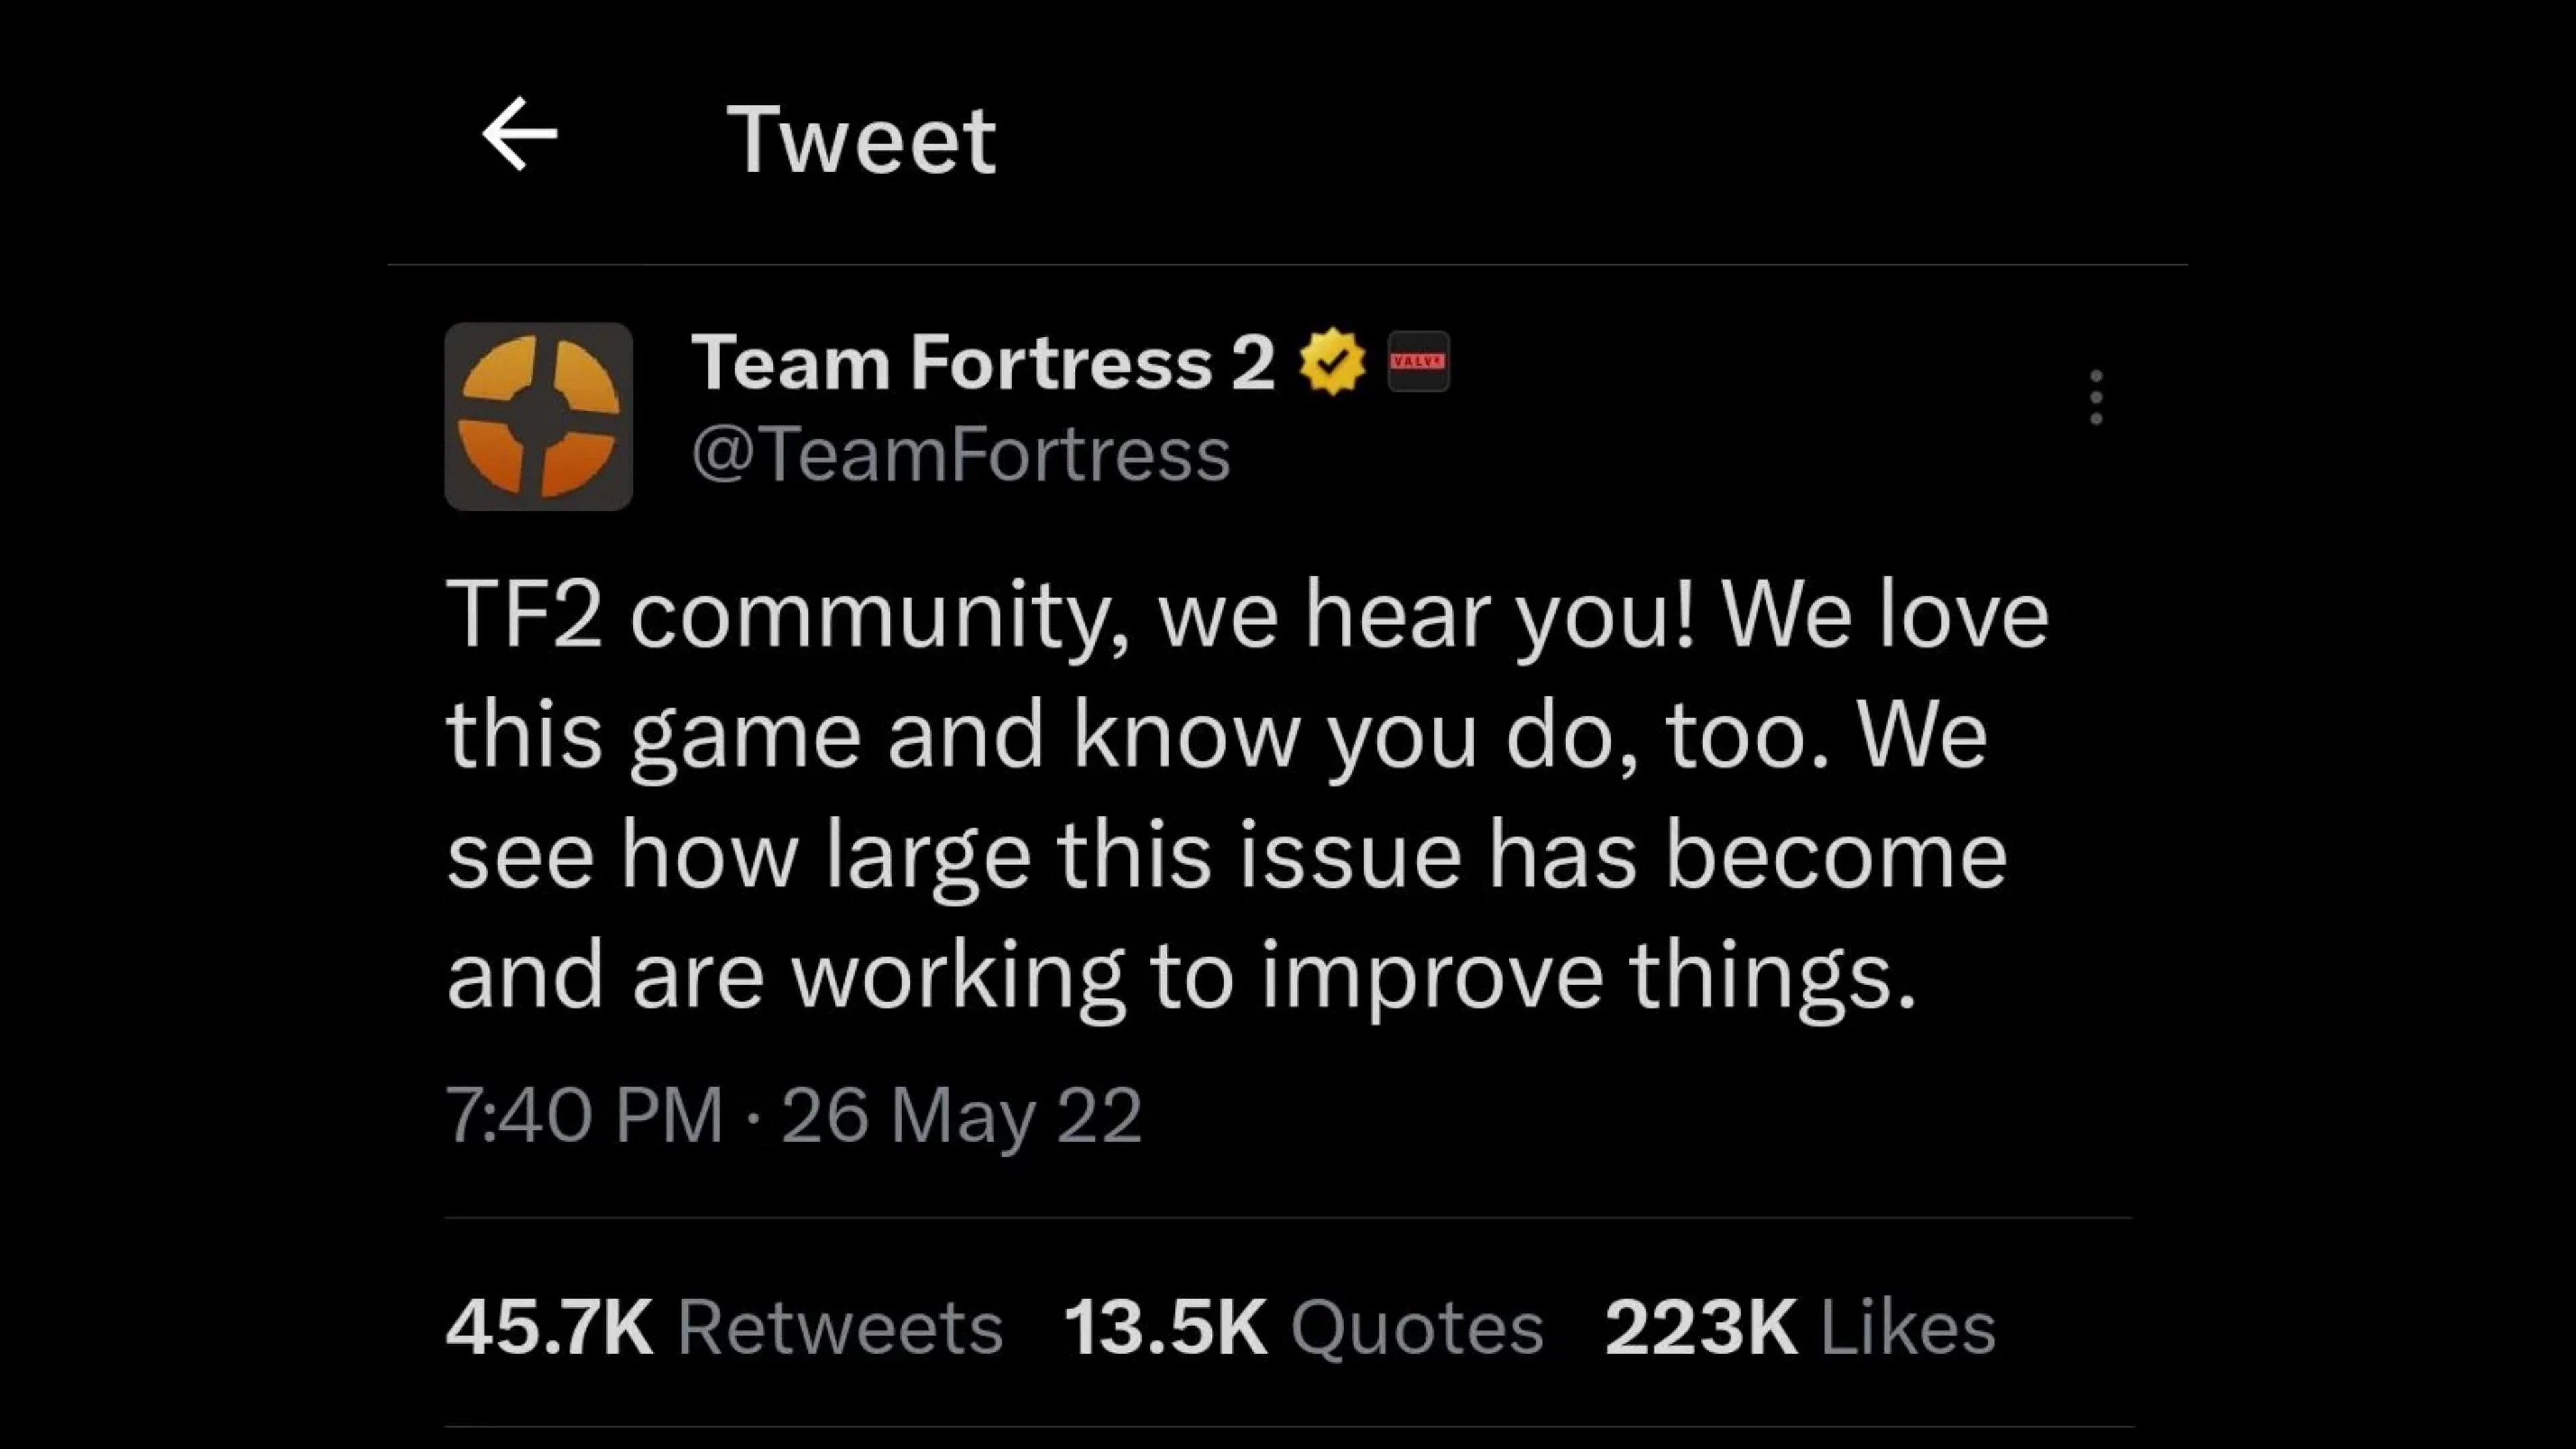 Tweet
Team Fortress 2
VALVE
@TeamFortress
TF2 community, we hear you! We love
this game and know you do, too. We
see how large this issue has become
and are working to improve things.
7:40 PM · 26 May 22
45.7K Retweets 13.5K Quotes 223K Likes